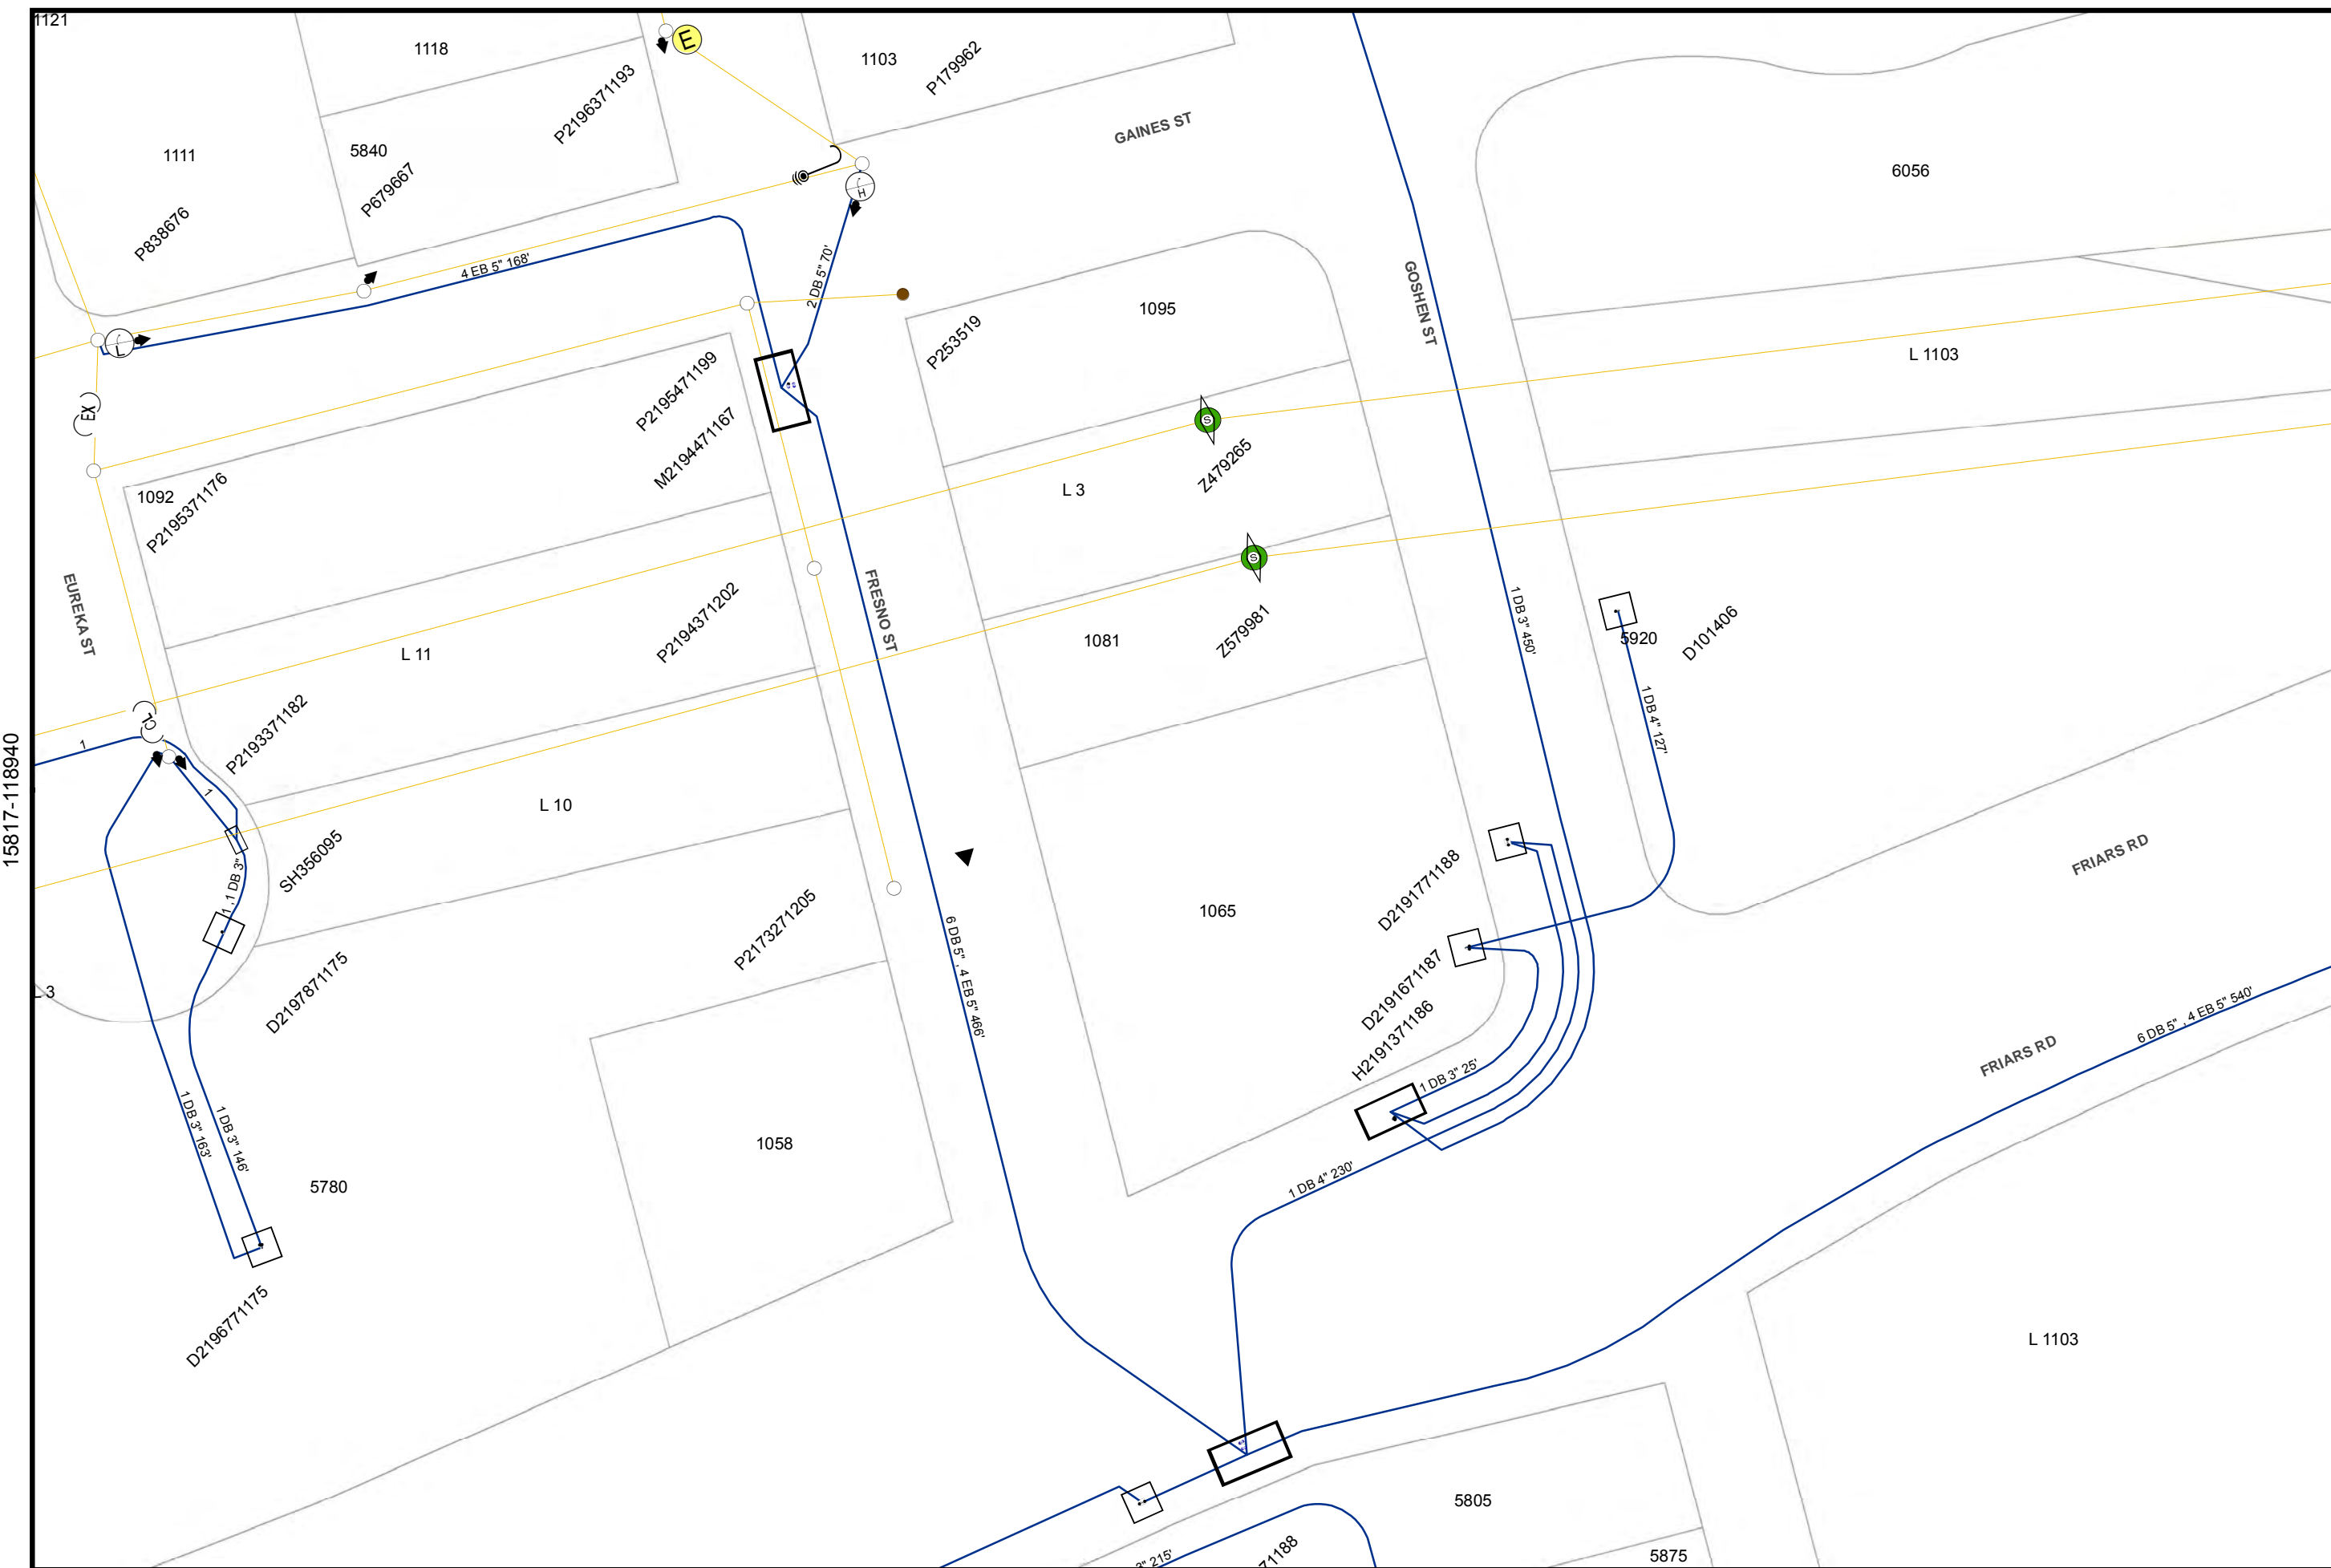 1121
1118
1103
P179962
E
P2196371193
GAINES ST
1111
5840
P679667
P838676
6056
H
4 EB 5" 168'
2 DB 5" 70'
GOSHEN ST
1095
P253519
L
L 1103
EX
P2195471199
M2194471167
S
Z479265
1092
P2195371176
L 3
S
EUREKA ST
FRESNO ST
P2194371202
L 11
1081
Z579981
1 DB 3" 450'
5920
D101406
1 DB 4" 127'
CL
P2193371182
1
1
15817-118940
L 10
SH356095
1 ,1 DB 3"
D2191771188
FRIARS RD
1065
P2173271205
6 DB 5" , 4 EB 5" 466'
D2191671187
D2197871175
H2191371186
6 DB 5" , 4 EB 5" 540'
FRIARS RD
1 DB 3" 25'
1 DB 3" 163'
1 DB 3" 146'
1058
5780
1 DB 4" 230'
D2196771175
L 1103
5805
3" 215'
71188
5875